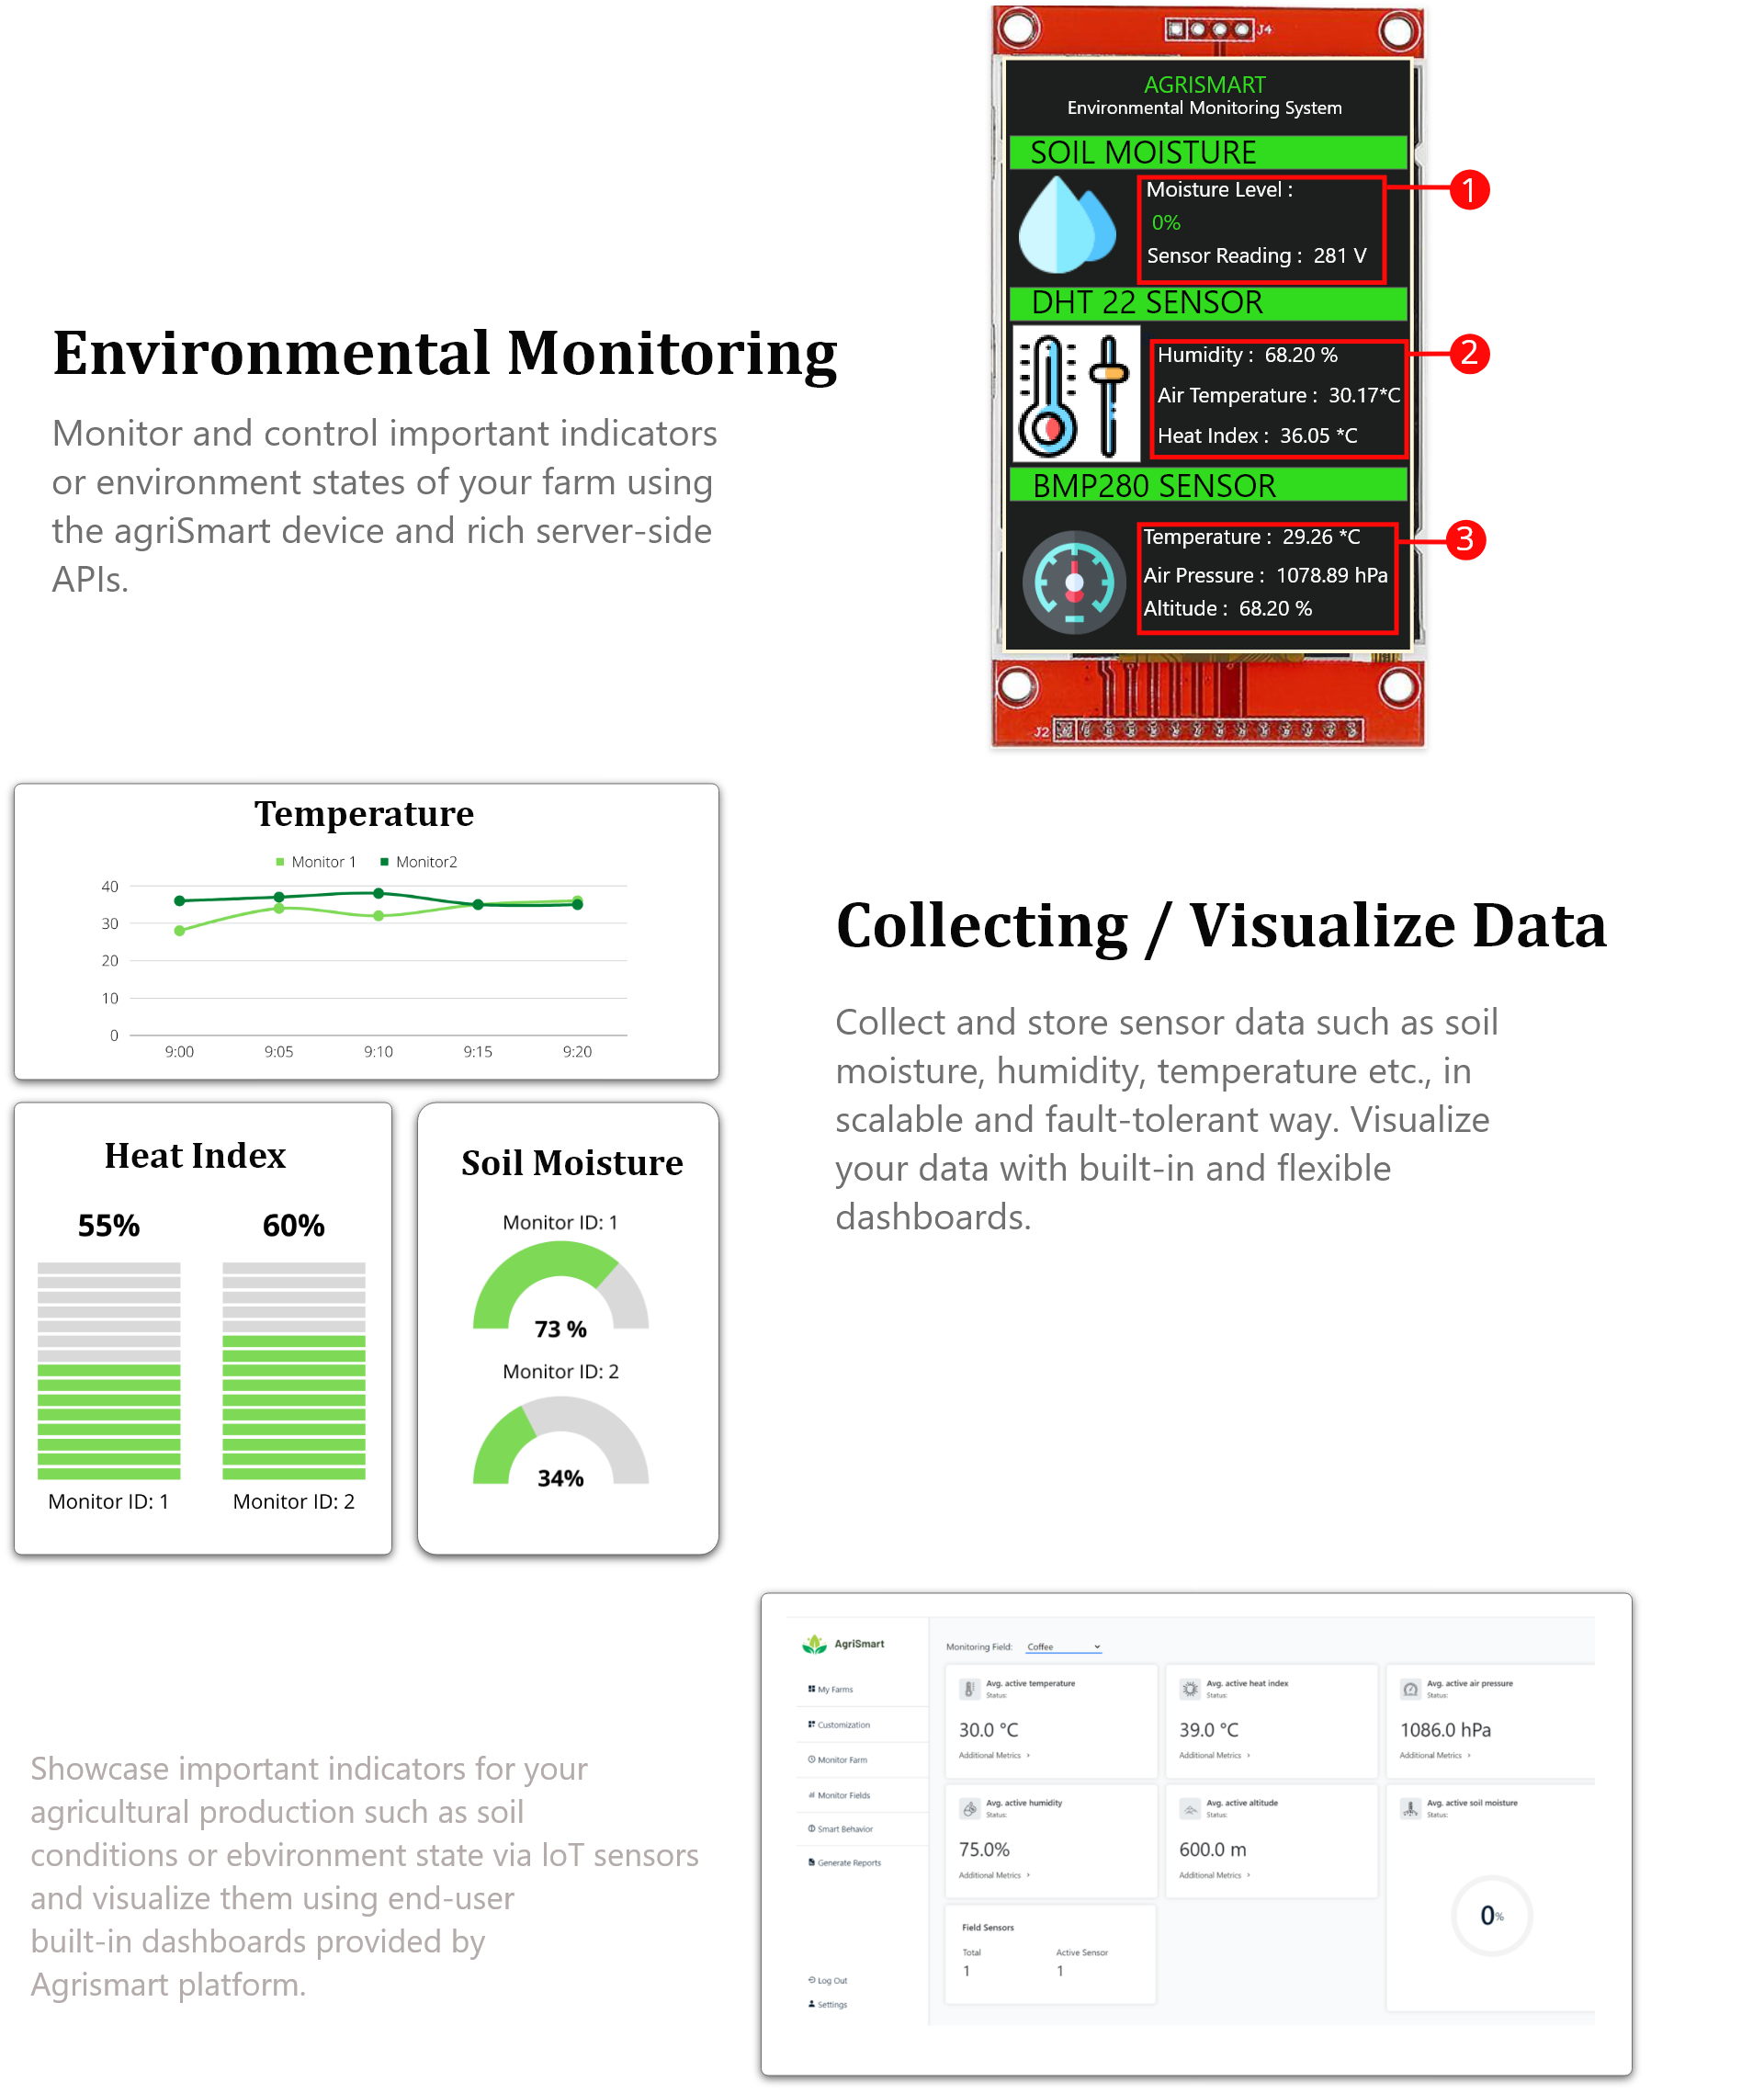 J4
AGRISMART
Environmental Monitoring System
SOIL MOISTURE
Moisture Level :
0%
Sensor Reading : 281 V
1
DHT 22 SENSOR
Humidity : 68.20 %
Air Temperature : 30.17*C
Heat Index : 36.05 *C
2
BMP280 SENSOR
Temperature : 29.26 *C
Air Pressure : 1078.89 hPa
Altitude : 68.20 %
3
J2
Environmental Monitoring
Monitor and control important indicators
or environment states of your farm using
the agriSmart device and rich server-side
APIs.
Temperature
Monitor 1 Monitor2
40
30
20
10
0
9:00 9:05 9:10 9:15 9:20
Heat Index
55% 60%
Monitor ID: 1 Monitor ID: 2
Soil Moisture
Monitor ID: 1
73 %
Monitor ID: 2
34%
Collecting / Visualize Data
Collect and store sensor data such as soil
moisture, humidity, temperature etc., in
scalable and fault-tolerant way. Visualize
your data with built-in and flexible
dashboards.
Showcase important indicators for your
agricultural production such as soil
conditions or ebvironment state via IoT sensors
and visualize them using end-user
built-in dashboards provided by
Agrismart platform.
AgriSmart
My Farms
Customization
Monitor Farm
Monitor Fields
Smart Behavior
Generate Reports
Log Out
Settings
Monitoring Field: Coffee
Avg. active temperature
Status:
30.0 °C
Additional Metrics
Avg. active heat index
Status:
39.0 °C
Additional Metrics
Avg. active air pressure
Status:
1086.0 hPa
Additional Metrics
Avg. active humidity
Status:
75.0%
Additional Metrics
Avg. active altitude
Status:
600.0 m
Additional Metrics
Avg. active soil moisture
Status:
0%
Field Sensors
Total Active Sensor
1 1